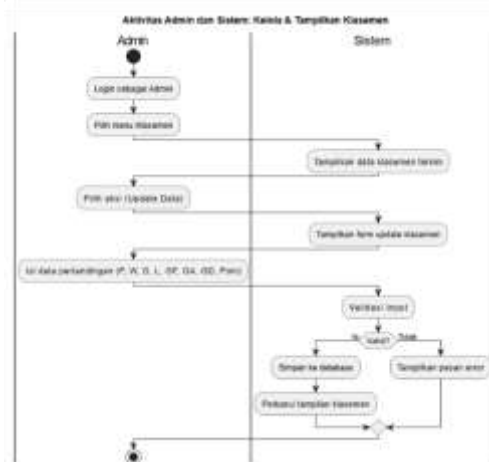 Aktivitas Admin dan Sistem: Kelola & Tampilkan Klasemen
Admin
Sistem
Login sebagai Admin
Pilih menu Klasemen
Tampilkan data klasemen terkini
Pilih aksi (Update Data)
Tampilkan form update klasemen
Isi data pertandingan (P, W, D, L, GF, GA, GD, Poin)
Verifikasi input
Valid?
Tidak
Simpan ke database
Tampilkan pesan error
Perbarui tampilan klasemen